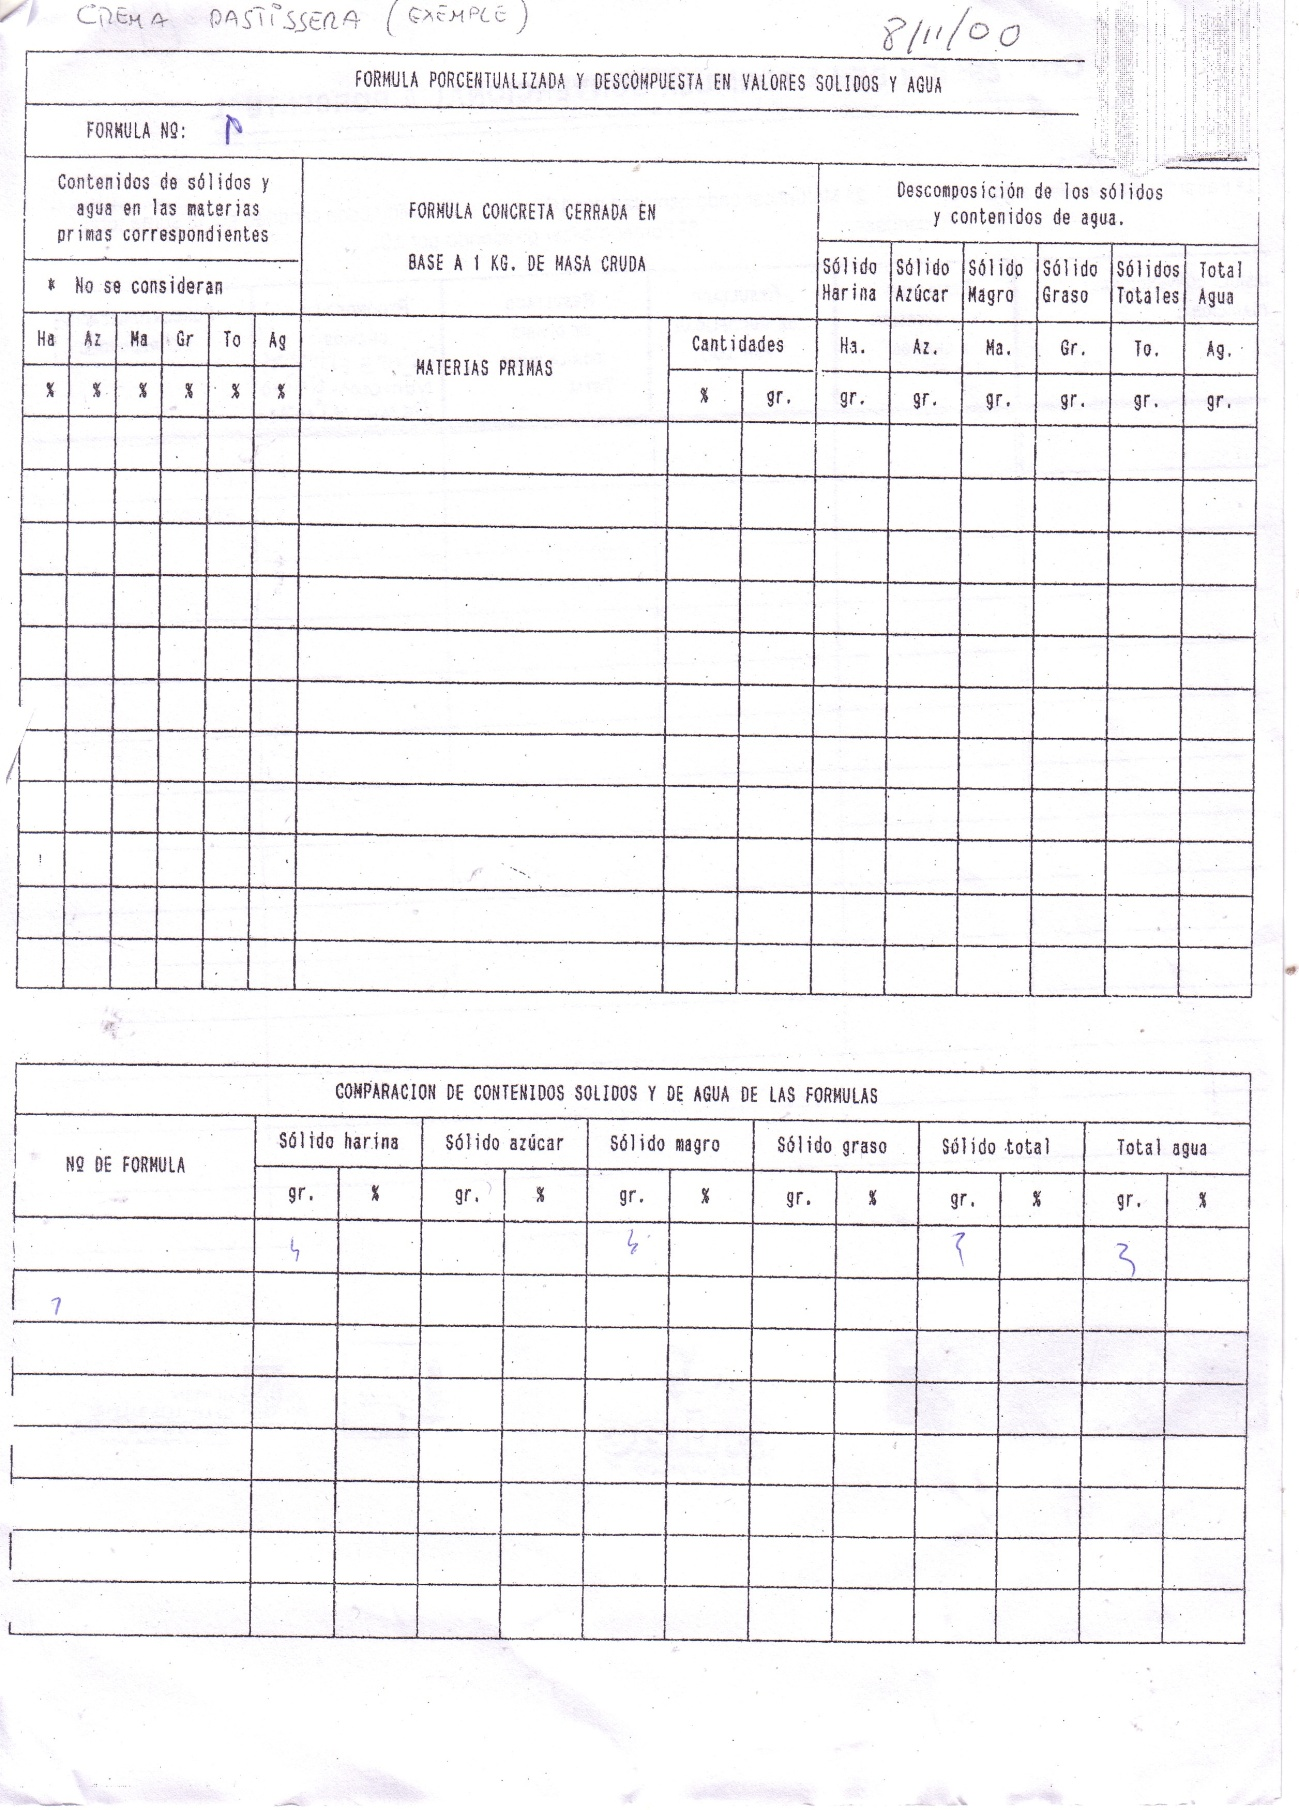 CREMA PASTISSERA (EXEMPLE)
8/11/00
FORMULA PORCENTUALIZADA Y DESCOMPUESTA EN VALORES SOLIDOS Y AGUA
FORMULA Nº:
Contenidos de sólidos y
agua en las materias
primas correspondientes
* No se consideran
FORMULA CONCRETA CERRADA EN
BASE A 1 KG. DE MASA CRUDA
Descomposición de los sólidos
y contenidos de agua.
Sólido Harina Sólido Azúcar Sólido Magro Sólido Graso Sólidos Totales Total Agua
Ha Az Ma Gr To Ag MATERIAS PRIMAS Cantidades Ha. Az. Ma. Gr. To. Ag.
% % % % % % % gr. gr. gr. gr. gr. gr. gr.
COMPARACION DE CONTENIDOS SOLIDOS Y DE AGUA DE LAS FORMULAS
Nº DE FORMULA Sólido harina Sólido azúcar Sólido magro Sólido graso Sólido total Total agua
gr. % gr. % gr. % gr. % gr. % gr. %